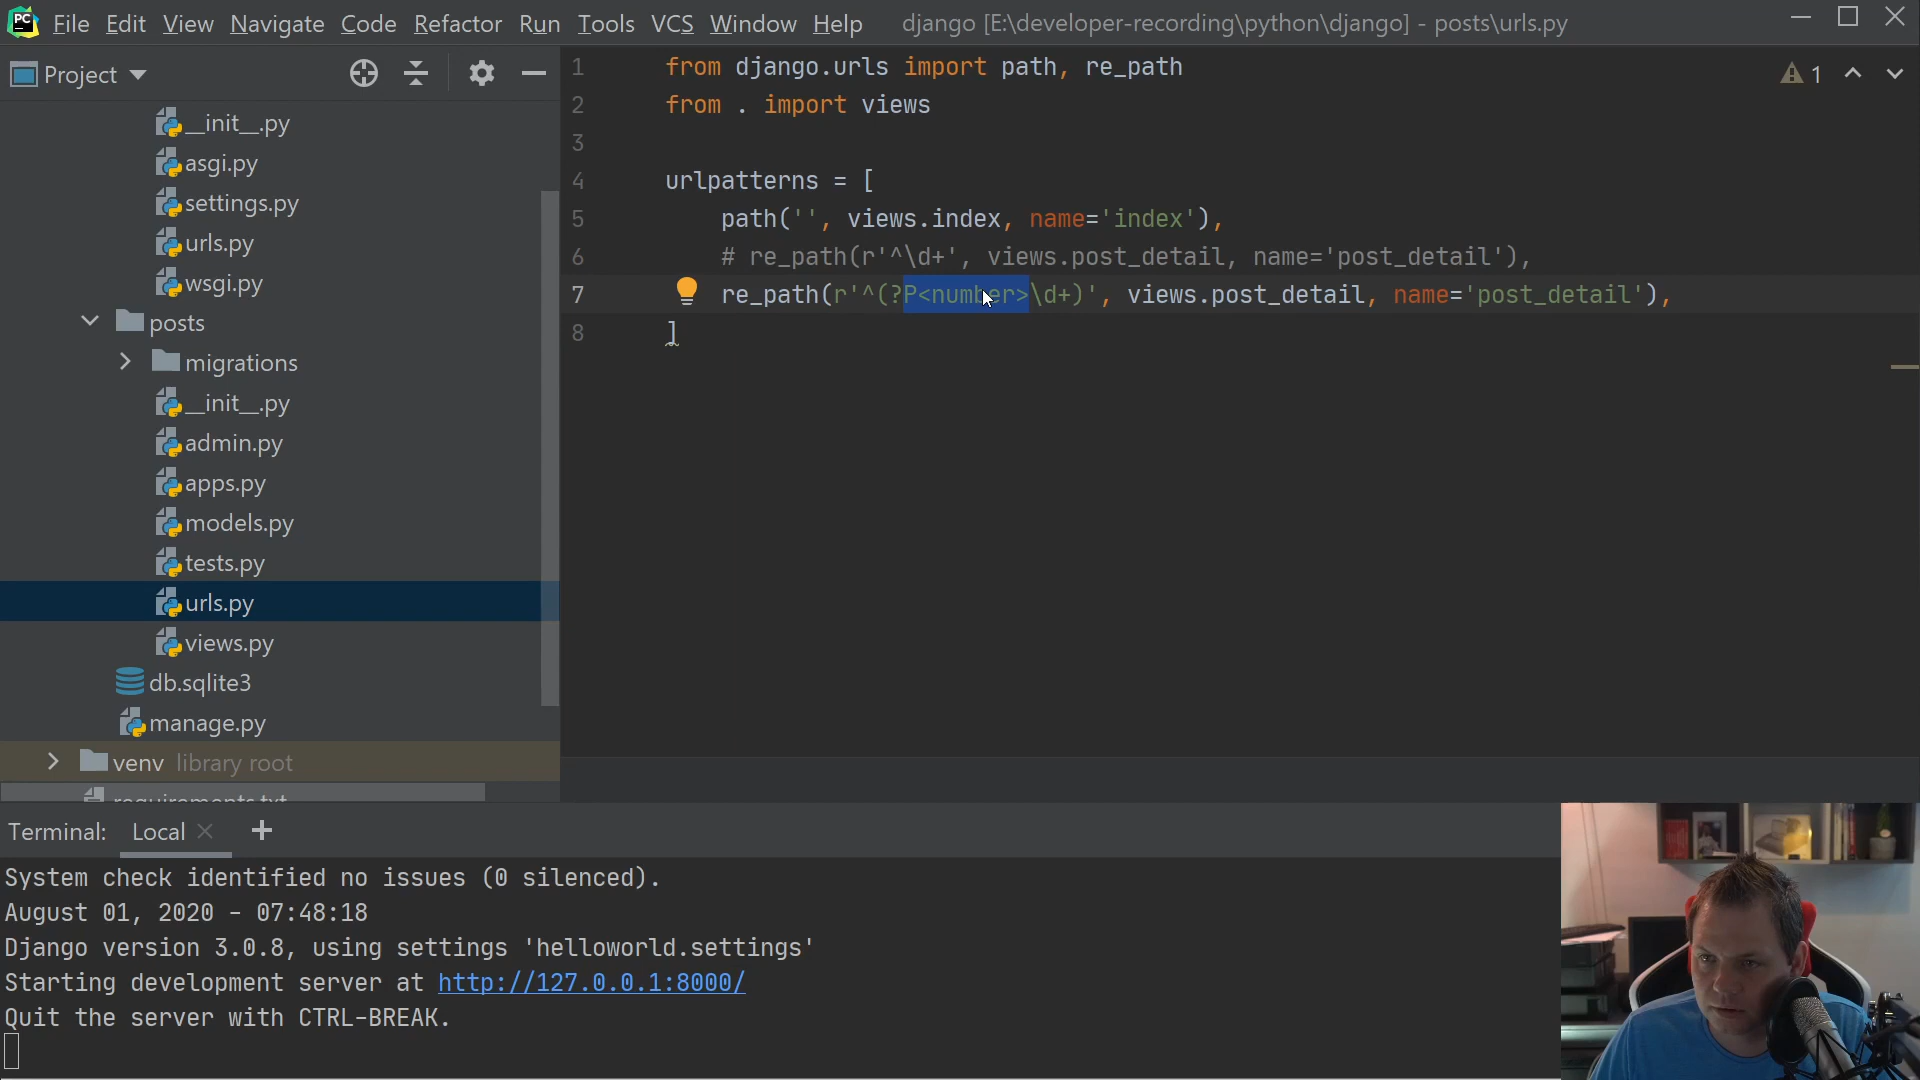 PC File Edit View Navigate Code Refactor Run Tools VCS Window Help django [E:\developer-recording\python\django] - posts\urls.py
Project
__init__.py
asgi.py
settings.py
urls.py
wsgi.py
posts
migrations
__init__.py
admin.py
apps.py
models.py
tests.py
urls.py
views.py
db.sqlite3
manage.py
venv library root
requirements.txt
1 from django.urls import path, re_path
2 from . import views
3
4 urlpatterns = [
5 path('', views.index, name='index'),
6 # re_path(r'^\d+', views.post_detail, name='post_detail'),
7 re_path(r'^(?P<number>\d+)', views.post_detail, name='post_detail'),
8 ]
1
Terminal: Local
System check identified no issues (0 silenced).
August 01, 2020 - 07:48:18
Django version 3.0.8, using settings 'helloworld.settings'
Starting development server at http://127.0.0.1:8000/
Quit the server with CTRL-BREAK.